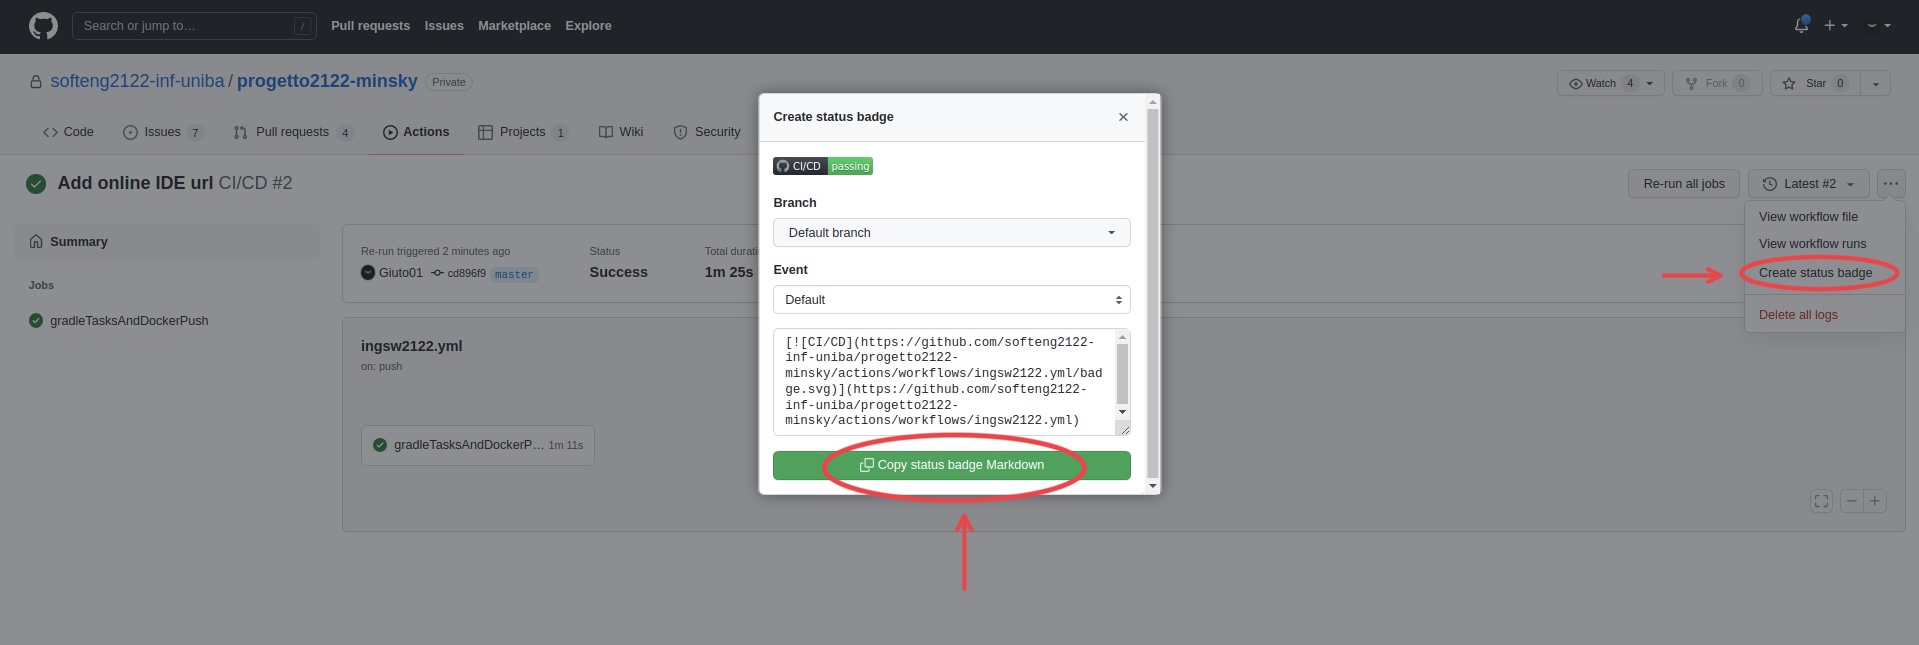 Search or jump to…
/
Pull requests
Issues
Marketplace
Explore
softeng2122-inf-uniba / progetto2122-minsky
Private
Watch 4
Fork 0
Star 0
Code
Issues 7
Pull requests 4
Actions
Projects 1
Wiki
Security
Add online IDE url CI/CD #2
Re-run all jobs
Latest #2
View workflow file
View workflow runs
Create status badge
Delete all logs
Summary
Jobs
gradleTasksAndDockerPush
Re-run triggered 2 minutes ago
Giuto01 cd896f9 master
Status
Success
Total durati
1m 25s
ingsw2122.yml
on: push
gradleTasksAndDockerP… 1m 11s
Create status badge
CI/CD passing
Branch
Default branch
Event
Default
[![CI/CD](https://github.com/softeng2122-
inf-uniba/progetto2122-
minsky/actions/workflows/ingsw2122.yml/bad
ge.svg)](https://github.com/softeng2122-
inf-uniba/progetto2122-
minsky/actions/workflows/ingsw2122.yml)
Copy status badge Markdown